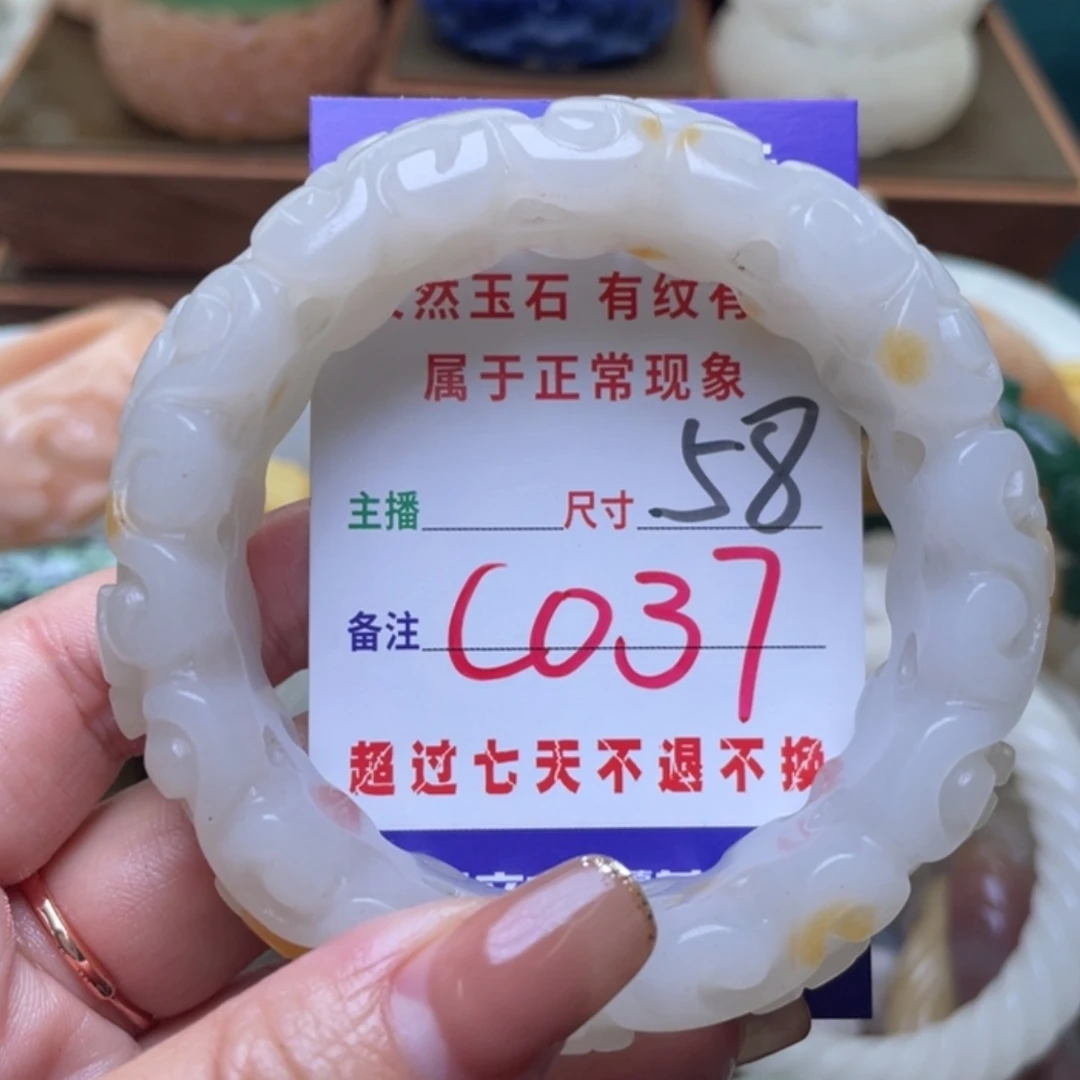 然玉石 有纹有
属于正常现象
主播 尺寸 58
备注 C037
超过七天不退不换